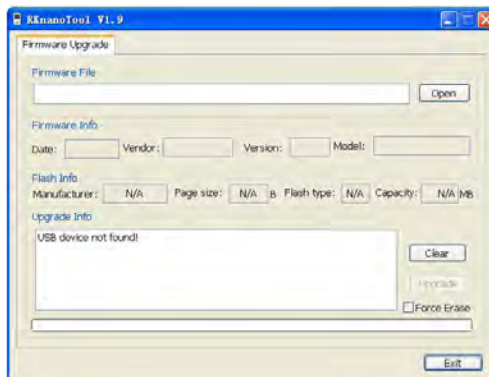 RKnanoTool V1.9
Firmware Upgrade
Firmware File
Open
Firmware Info
Date: Vendor: Version: Model:
Flash Info
Manufacturer: N/A Page size: N/A B Flash type: N/A Capacity: N/A MB
Upgrade Info
USB device not found!
Clear
Upgrade
Force Erase
Exit